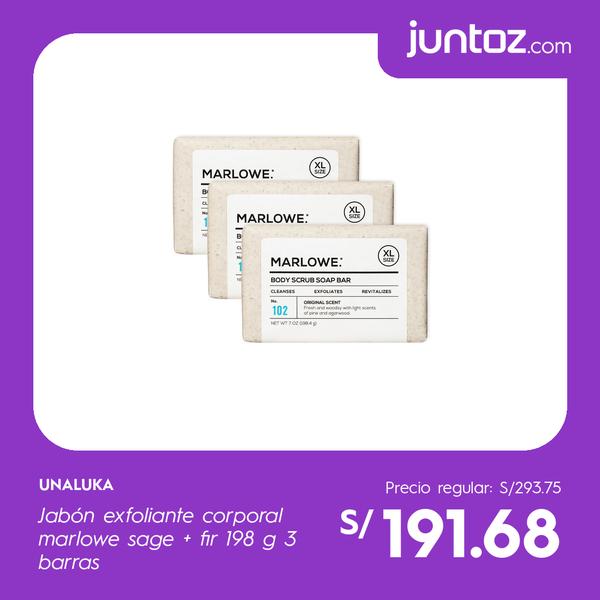 juntoz.com
MARLOWE.
XL
SIZE
MARLOWE.
XL
SIZE
MARLOWE.
XL
SIZE
BODY SCRUB SOAP BAR
CLEANSES EXFOLIATES REVITALIZES
No.
102
ORIGINAL SCENT
Fresh and woodsy with light scents
of pine and agarwood
NET WT 7 OZ (198.4 g)
UNALUKA
Jabón exfoliante corporal
marlowe sage + fir 198 g 3
barras
Precio regular: S/293.75
S/191.68